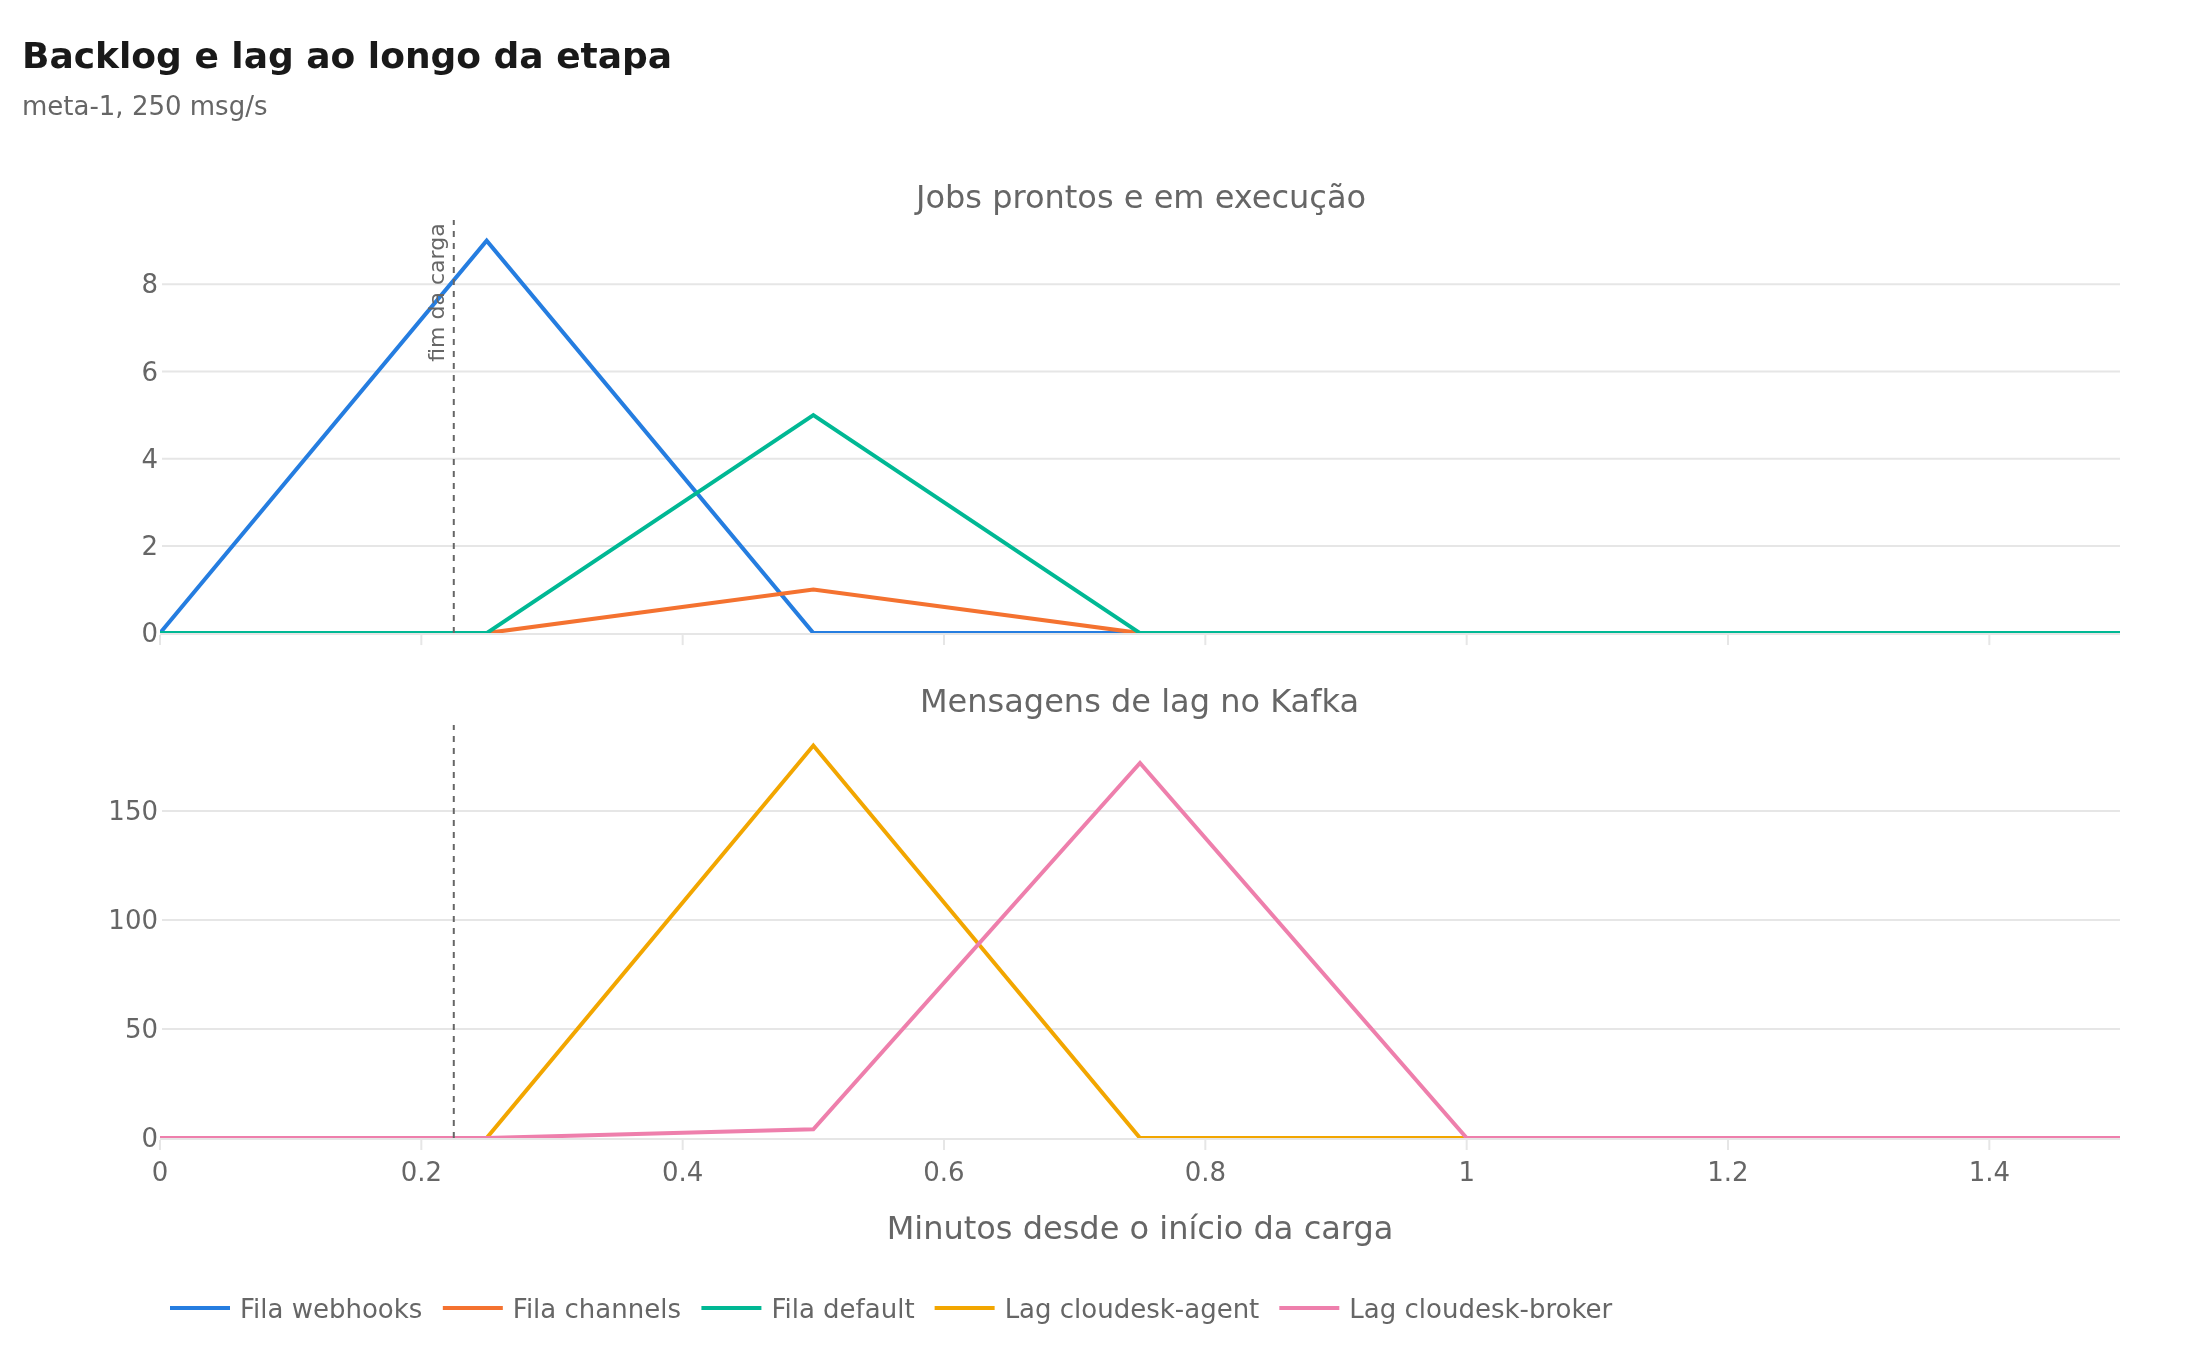 Backlog e lag ao longo da etapa
meta-1, 250 msg/s
Jobs prontos e em execução
fim da carga
8
6
4
2
0
Mensagens de lag no Kafka
150
100
50
0
0 0.2 0.4 0.6 0.8 1 1.2 1.4
Minutos desde o início da carga
Fila webhooks Fila channels Fila default Lag cloudesk-agent Lag cloudesk-broker